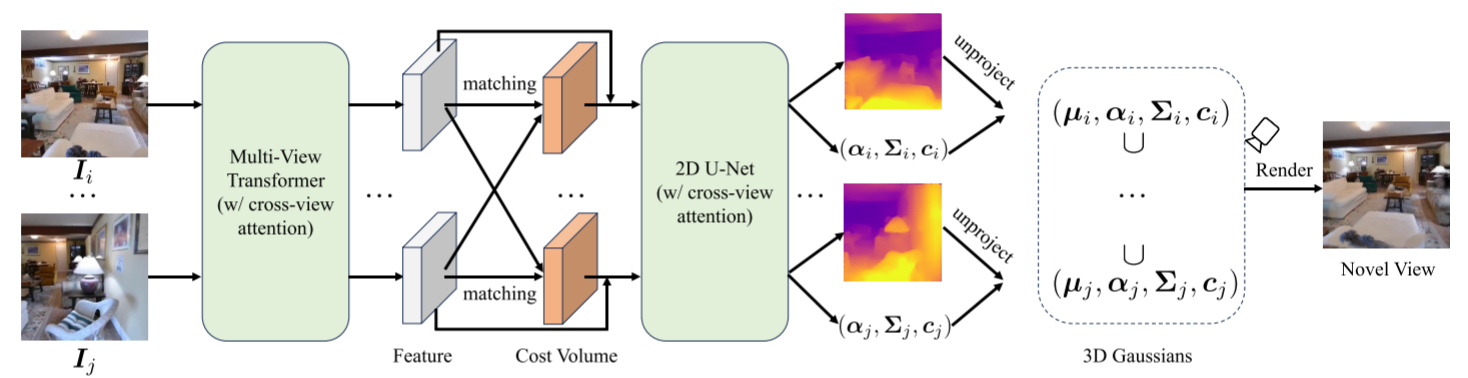 I_i
...
I_j
Multi-View
Transformer
(w/ cross-view
attention)
...
matching
matching
Feature
...
Cost Volume
2D U-Net
(w/ cross-view
attention)
...
unproject
(α_i, Σ_i, c_i)
unproject
(α_j, Σ_j, c_j)
(μ_i, α_i, Σ_i, c_i)
∪
...
∪
(μ_j, α_j, Σ_j, c_j)
3D Gaussians
Render
Novel View